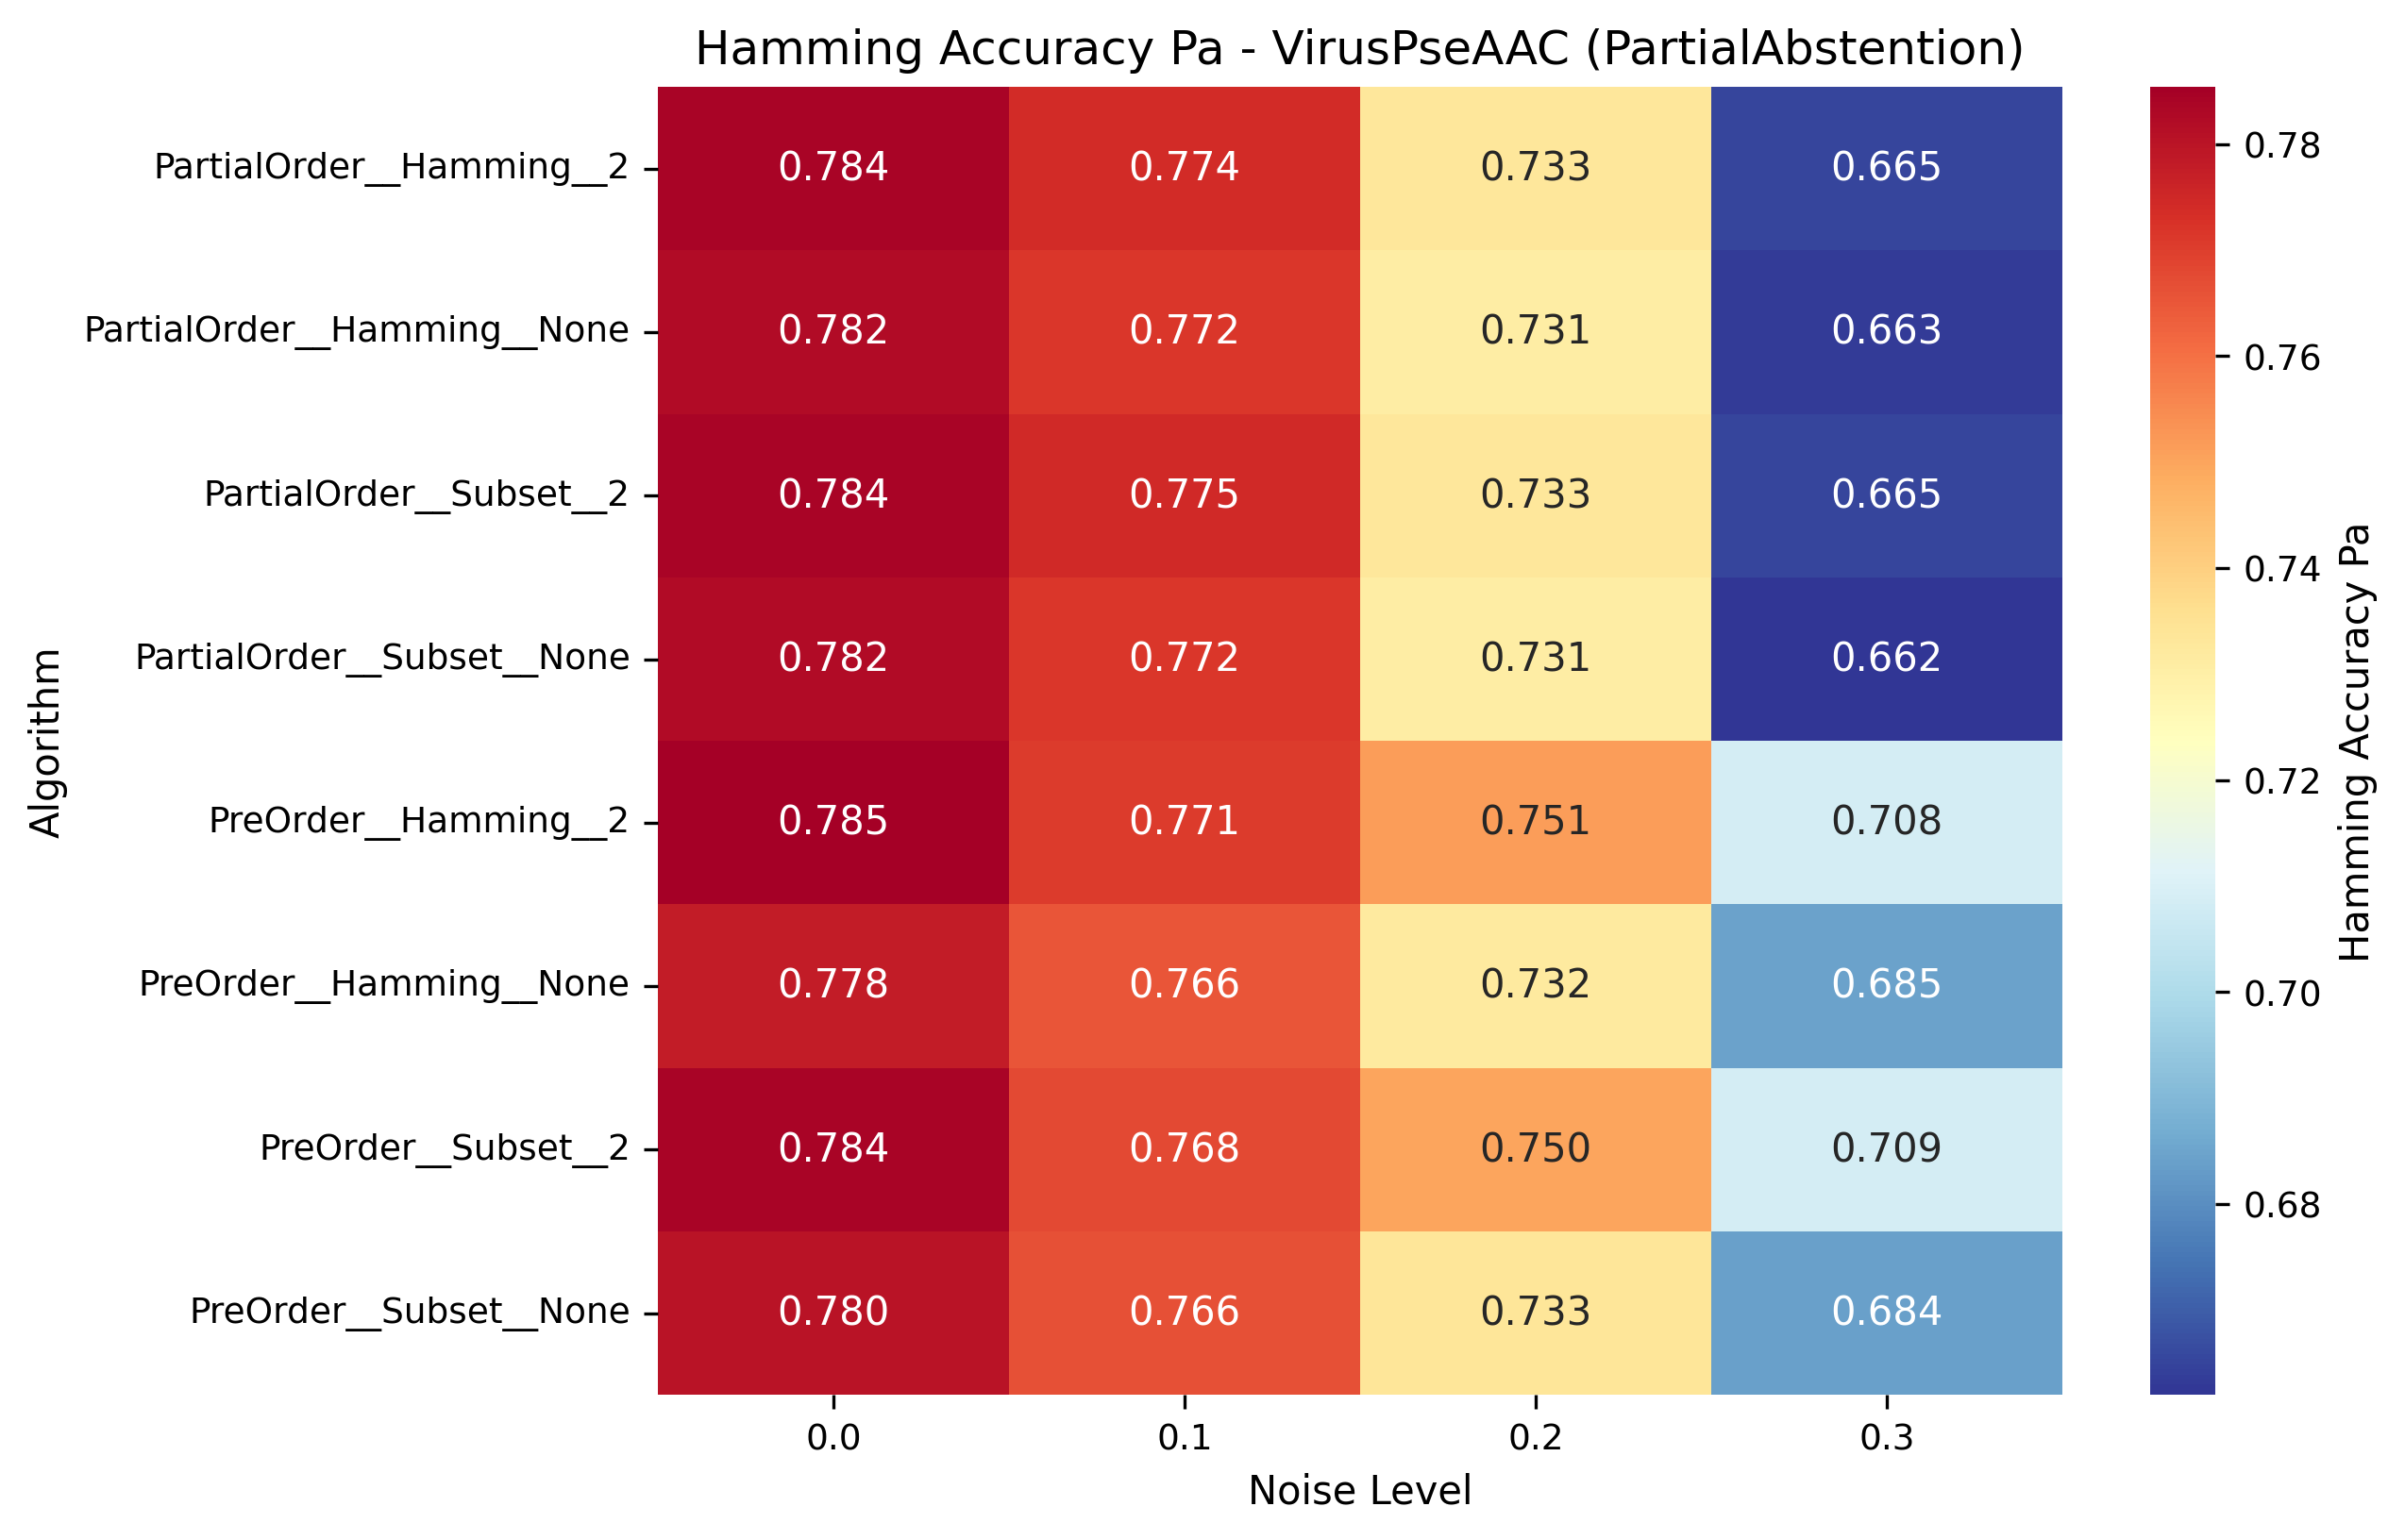 Hamming Accuracy Pa - VirusPseAAC (PartialAbstention)
Algorithm
PartialOrder__Hamming__2 0.784 0.774 0.733 0.665
PartialOrder__Hamming__None 0.782 0.772 0.731 0.663
PartialOrder__Subset__2 0.784 0.775 0.733 0.665
PartialOrder__Subset__None 0.782 0.772 0.731 0.662
PreOrder__Hamming__2 0.785 0.771 0.751 0.708
PreOrder__Hamming__None 0.778 0.766 0.732 0.685
PreOrder__Subset__2 0.784 0.768 0.750 0.709
PreOrder__Subset__None 0.780 0.766 0.733 0.684
0.0 0.1 0.2 0.3
Noise Level
0.78
0.76
0.74
0.72
0.70
0.68
Hamming Accuracy Pa